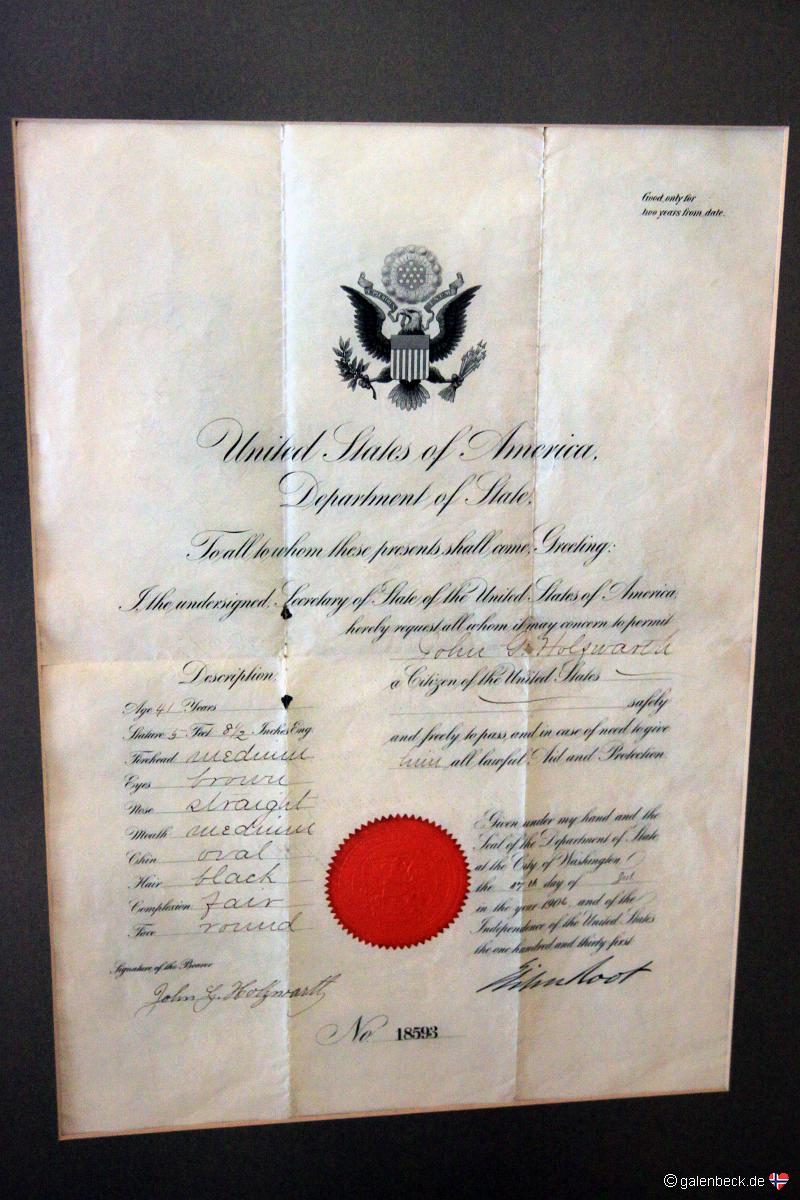 Good only for
two years from date.
United States of America,
Department of State,
To all to whom these presents shall come, Greeting:
I, the undersigned, Secretary of State of the United States of America,
hereby request all whom it may concern to permit
John G. Holzwarth
a Citizen of the United States
safely
and freely to pass, and in case of need to give
him all lawful Aid and Protection.
Description:
Age 41 Years
Stature 5 Feet 8 1/2 Inches Eng.
Forehead medium
Eyes brown
Nose straight
Mouth medium
Chin oval
Hair black
Complexion fair
Face round
Signature of the Bearer
John G. Holzwarth
Given under my hand and the
Seal of the Department of State
at the City of Washington
the 17th day of
in the year 1906, and of the
Independence of the United States
the one hundred and thirty first
Elihu Root
No. 18593
© galenbeck.de